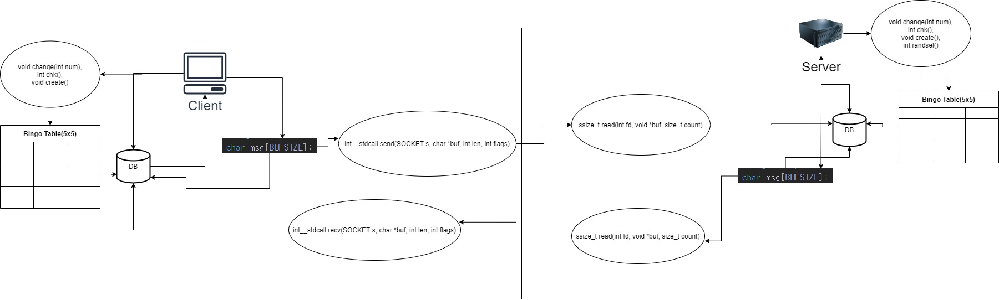 void change(int num),
int chk(),
void create()
Client
Bingo Table(5x5)
DB
char msg[BUFSIZE];
int__stdcall send(SOCKET s, char *buf, int len, int flags)
int__stdcall recv(SOCKET s, char *buf, int len, int flags)
ssize_t read(int fd, void *buf, size_t count)
ssize_t read(int fd, void *buf, size_t count)
Server
void change(int num),
int chk(),
void create(),
int randsel()
Bingo Table(5x5)
DB
char msg[BUFSIZE];